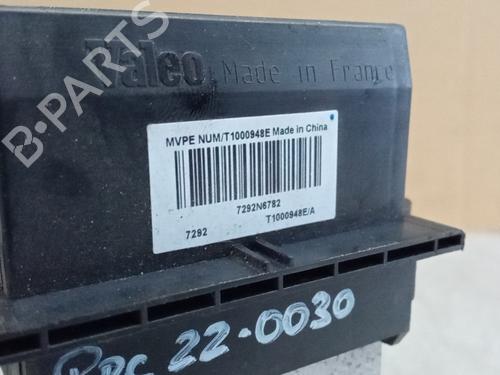 Valeo Made in France
MVPE NUM/T1000948E Made in China
7292N6782
7292 T1000948E/A
B-PARTS
22-0030